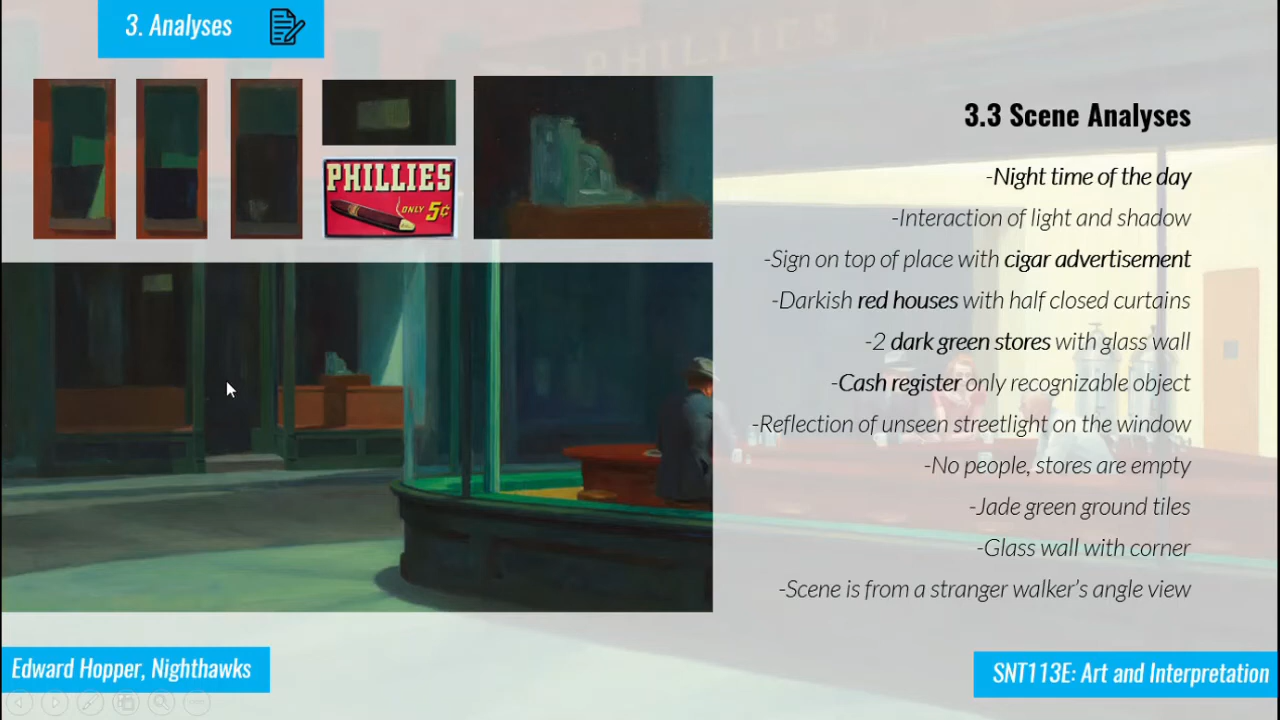 3. Analyses
PHILLIES
PHILLIES
ONLY 5¢
3.3 Scene Analyses
-Night time of the day
-Interaction of light and shadow
-Sign on top of place with cigar advertisement
-Darkish red houses with half closed curtains
-2 dark green stores with glass wall
-Cash register only recognizable object
-Reflection of unseen streetlight on the window
-No people, stores are empty
-Jade green ground tiles
-Glass wall with corner
-Scene is from a stranger walker's angle view
Edward Hopper, Nighthawks
SNT113E: Art and Interpretation